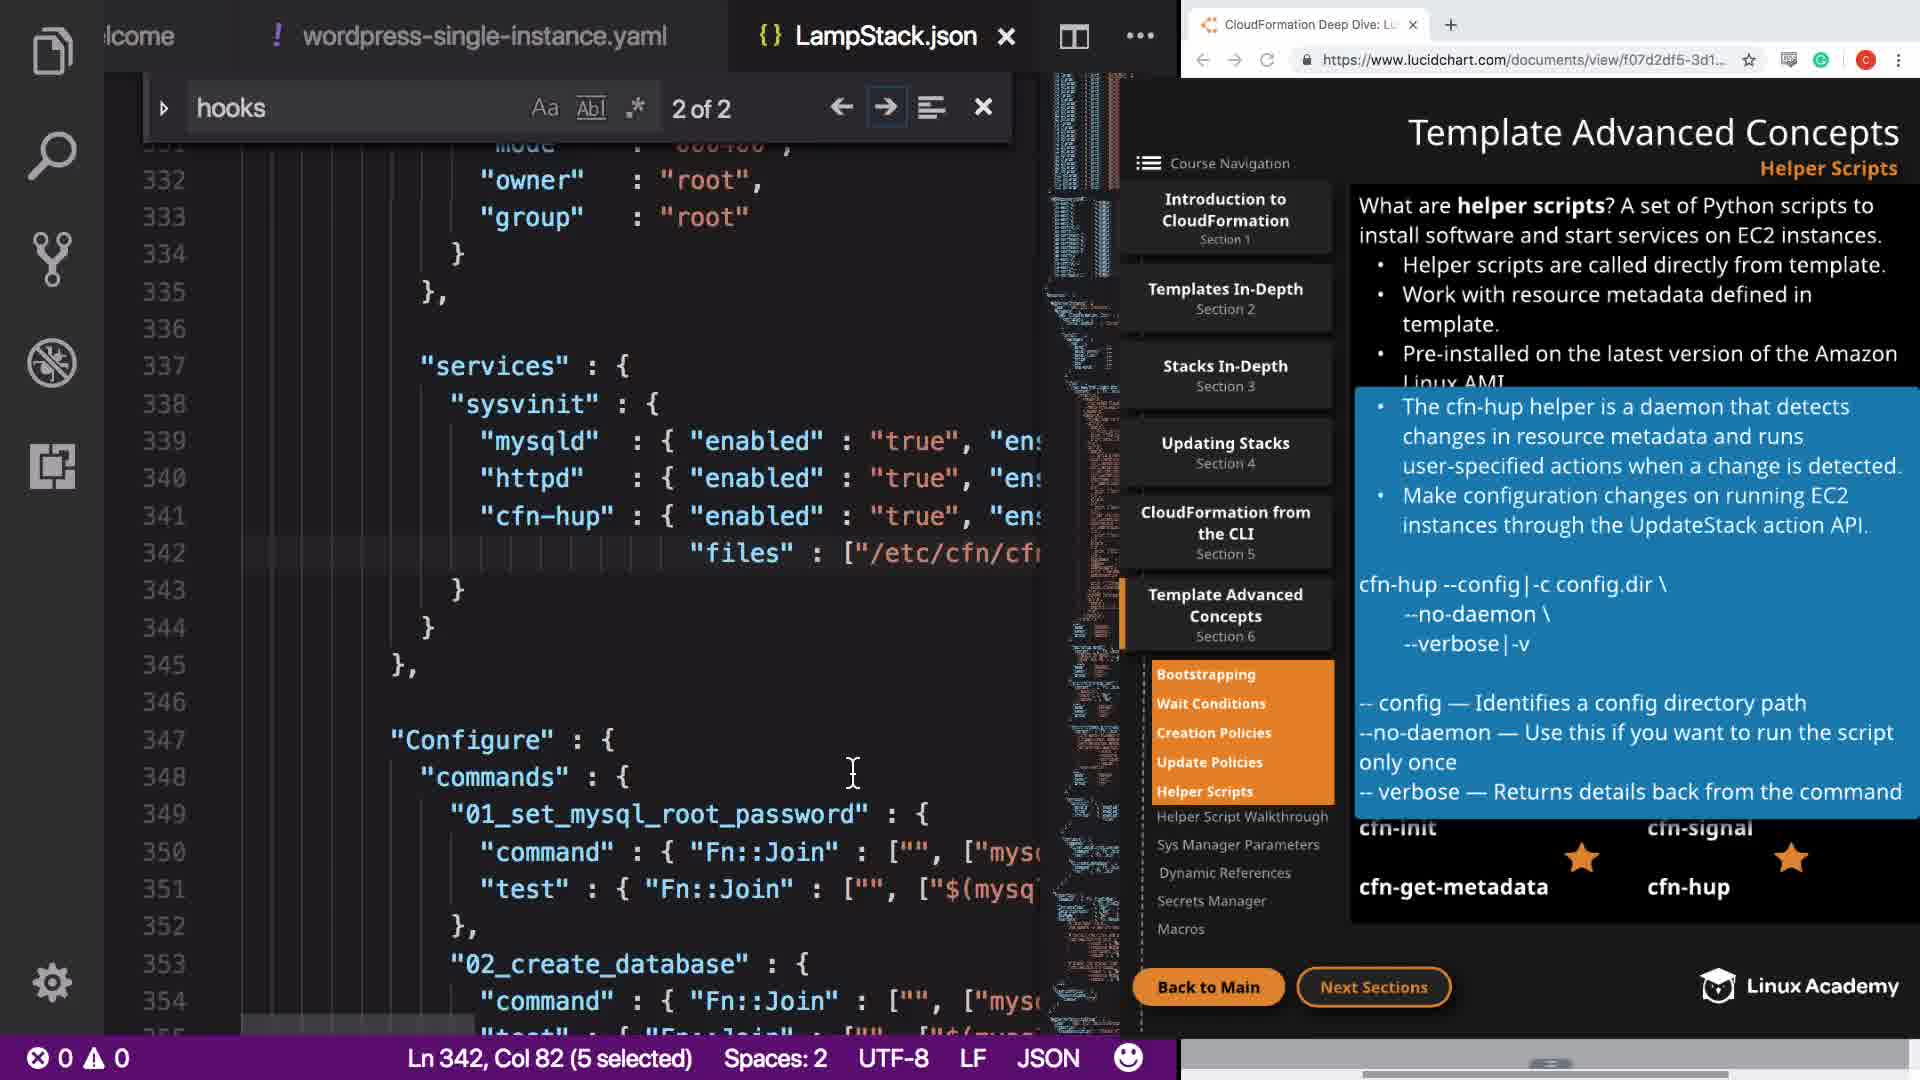 lcome
! wordpress-single-instance.yaml
{} LampStack.json
hooks
Aa Abl .* 2 of 2
332 "owner" : "root",
333 "group" : "root"
334 }
335 },
336
337 "services" : {
338 "sysvinit" : {
339 "mysqld" : { "enabled" : "true", "ens
340 "httpd" : { "enabled" : "true", "ens
341 "cfn-hup" : { "enabled" : "true", "ens
342 "files" : ["/etc/cfn/cfn
343 }
344 }
345 },
346
347 "Configure" : {
348 "commands" : {
349 "01_set_mysql_root_password" : {
350 "command" : { "Fn::Join" : ["", ["mysq
351 "test" : { "Fn::Join" : ["", ["$(mysq
352 },
353 "02_create_database" : {
354 "command" : { "Fn::Join" : ["", ["mysq
0 0 Ln 342, Col 82 (5 selected) Spaces: 2 UTF-8 LF JSON
CloudFormation Deep Dive: Lu
https://www.lucidchart.com/documents/view/f07d2df5-3d1...
C
Template Advanced Concepts
Helper Scripts
Course Navigation
Introduction to
CloudFormation
Section 1
Templates In-Depth
Section 2
Stacks In-Depth
Section 3
Updating Stacks
Section 4
CloudFormation from
the CLI
Section 5
Template Advanced
Concepts
Section 6
Bootstrapping
Wait Conditions
Creation Policies
Update Policies
Helper Scripts
Helper Script Walkthrough
Sys Manager Parameters
Dynamic References
Secrets Manager
Macros
What are helper scripts? A set of Python scripts to
install software and start services on EC2 instances.
• Helper scripts are called directly from template.
• Work with resource metadata defined in
template.
• Pre-installed on the latest version of the Amazon
Linux AMI
• The cfn-hup helper is a daemon that detects
changes in resource metadata and runs
user-specified actions when a change is detected.
• Make configuration changes on running EC2
instances through the UpdateStack action API.
cfn-hup --config|-c config.dir \
--no-daemon \
--verbose|-v
-- config — Identifies a config directory path
--no-daemon — Use this if you want to run the script
only once
-- verbose — Returns details back from the command
cfn-init cfn-signal
cfn-get-metadata cfn-hup
Back to Main
Next Sections
Linux Academy